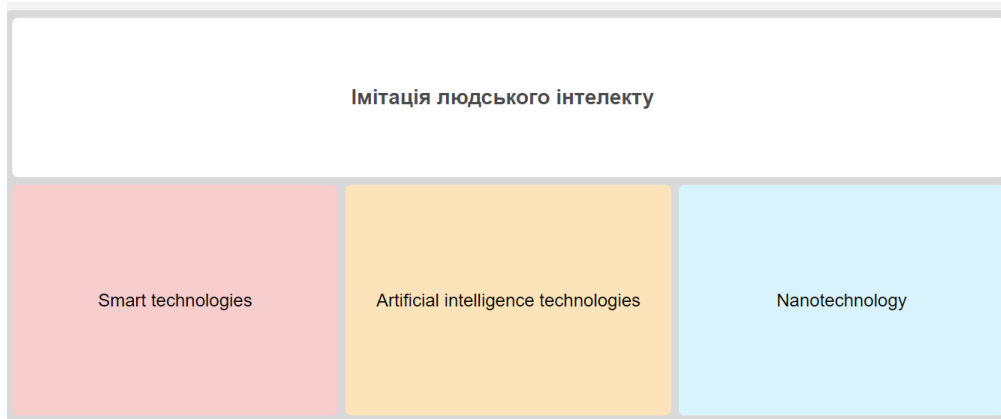 Імітація людського інтелекту
Smart technologies
Artificial intelligence technologies
Nanotechnology